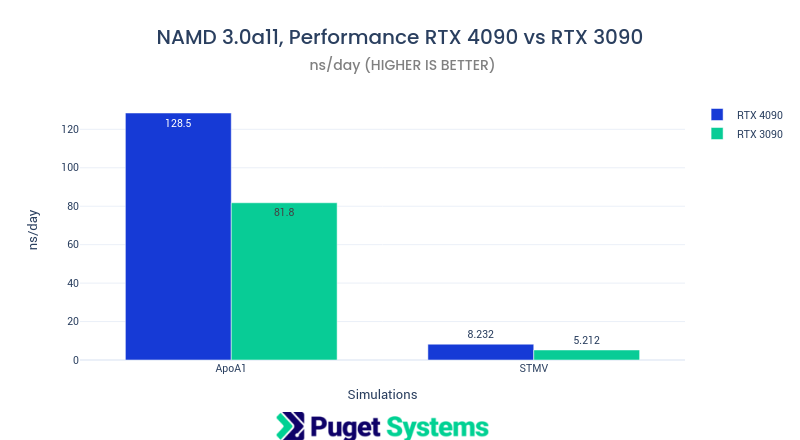 NAMD 3.0a11, Performance RTX 4090 vs RTX 3090
ns/day (HIGHER IS BETTER)
RTX 4090
RTX 3090
ns/day
120
100
80
60
40
20
0
128.5
81.8
8.232
5.212
ApoA1
STMV
Simulations
Puget Systems